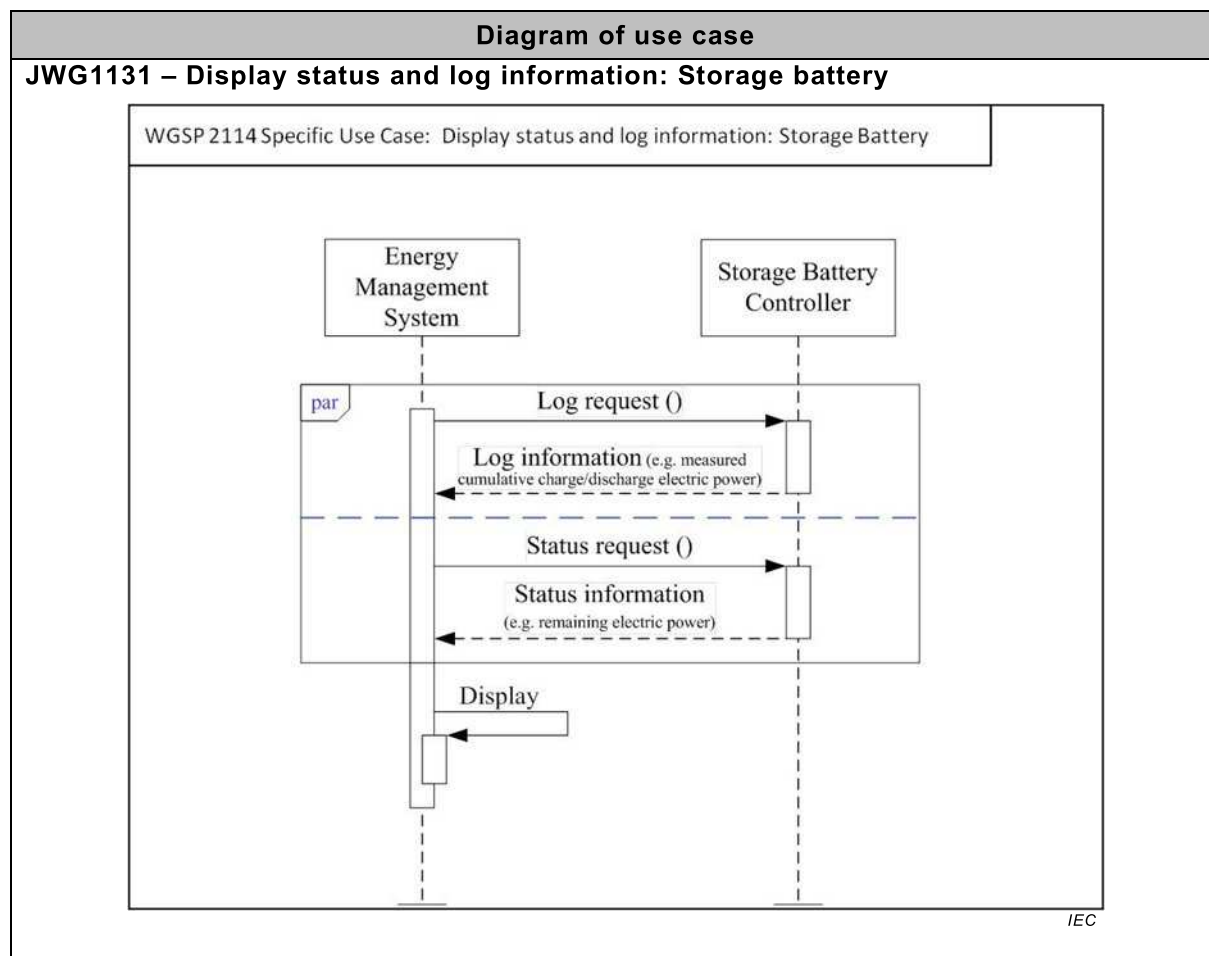 Diagram of use case
JWG1131 – Display status and log information: Storage battery
WGSP 2114 Specific Use Case: Display status and log information: Storage Battery
Energy
Management
System
Storage Battery
Controller
par
Log request ()
Log information (e.g. measured
cumulative charge/discharge electric power)
Status request ()
Status information
(e.g. remaining electric power)
Display
IEC